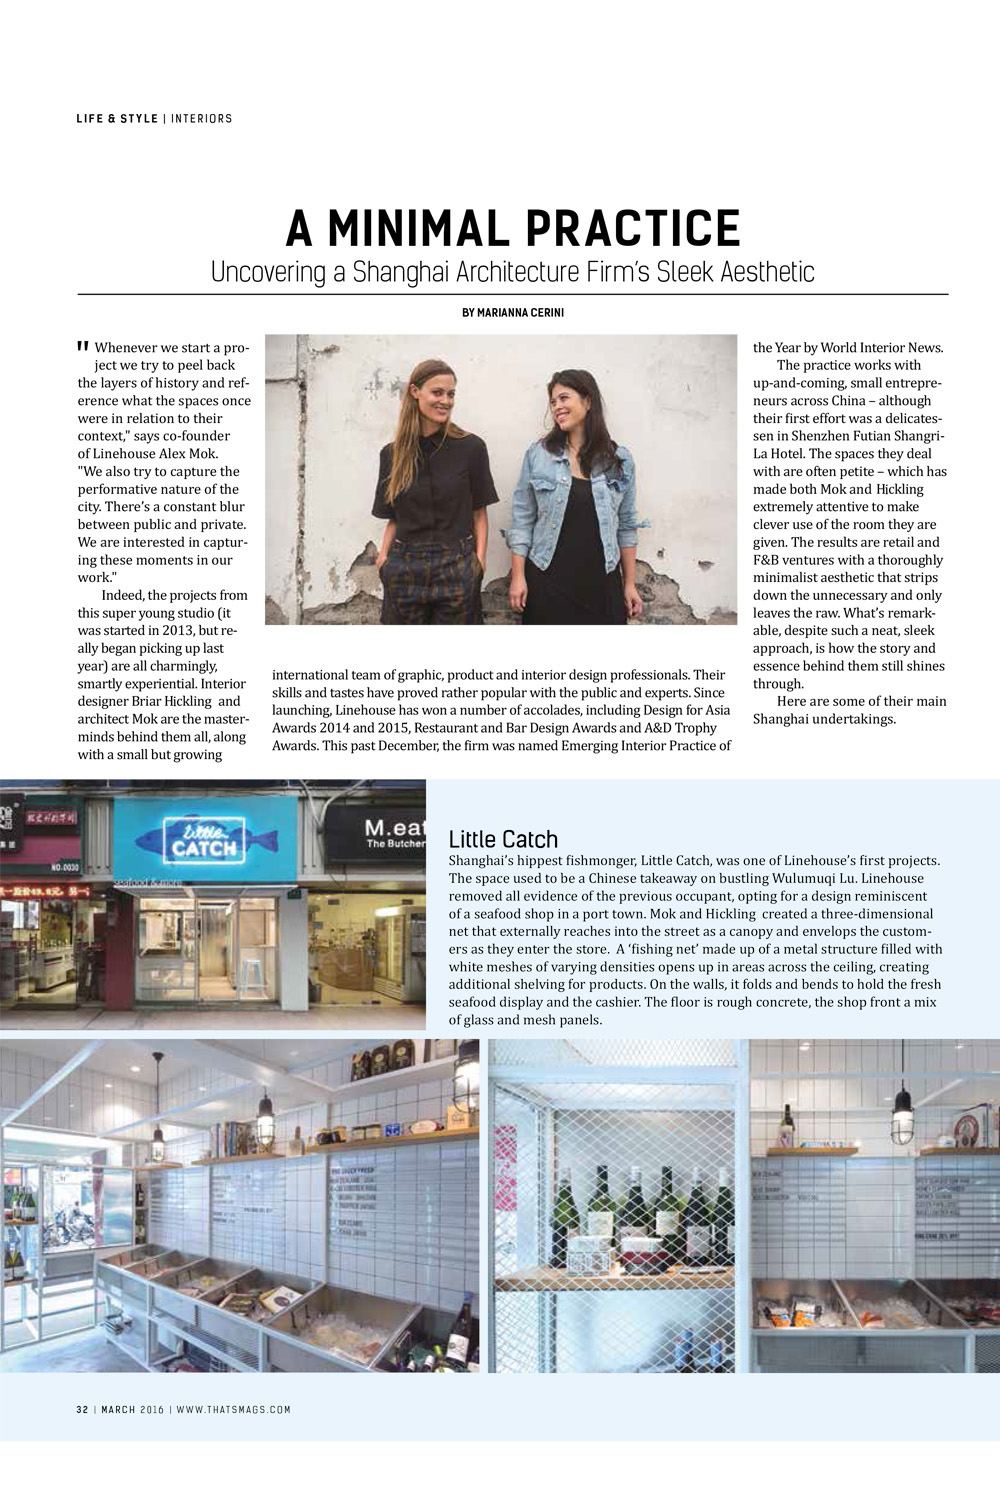 LIFE & STYLE | INTERIORS
A MINIMAL PRACTICE
Uncovering a Shanghai Architecture Firm's Sleek Aesthetic
BY MARIANNA CERINI
" Whenever we start a pro-
ject we try to peel back
the layers of history and ref-
erence what the spaces once
were in relation to their
context," says co-founder
of Linehouse Alex Mok.
"We also try to capture the
performative nature of the
city. There's a constant blur
between public and private.
We are interested in captur-
ing these moments in our
work."
Indeed, the projects from
this super young studio (it
was started in 2013, but re-
ally began picking up last
year) are all charmingly,
smartly experiential. Interior
designer Briar Hickling and
architect Mok are the master-
minds behind them all, along
with a small but growing
international team of graphic, product and interior design professionals. Their
skills and tastes have proved rather popular with the public and experts. Since
launching, Linehouse has won a number of accolades, including Design for Asia
Awards 2014 and 2015, Restaurant and Bar Design Awards and A&D Trophy
Awards. This past December, the firm was named Emerging Interior Practice of
the Year by World Interior News.
The practice works with
up-and-coming, small entrepre-
neurs across China – although
their first effort was a delicates-
sen in Shenzhen Futian Shangri-
La Hotel. The spaces they deal
with are often petite – which has
made both Mok and Hickling
extremely attentive to make
clever use of the room they are
given. The results are retail and
F&B ventures with a thoroughly
minimalist aesthetic that strips
down the unnecessary and only
leaves the raw. What's remark-
able, despite such a neat, sleek
approach, is how the story and
essence behind them still shines
through.
Here are some of their main
Shanghai undertakings.
NO.0030
Little
CATCH
seafood & more
M.eat
The Butcher
Little Catch
Shanghai's hippest fishmonger, Little Catch, was one of Linehouse's first projects.
The space used to be a Chinese takeaway on bustling Wulumuqi Lu. Linehouse
removed all evidence of the previous occupant, opting for a design reminiscent
of a seafood shop in a port town. Mok and Hickling created a three-dimensional
net that externally reaches into the street as a canopy and envelops the custom-
ers as they enter the store. A 'fishing net' made up of a metal structure filled with
white meshes of varying densities opens up in areas across the ceiling, creating
additional shelving for products. On the walls, it folds and bends to hold the fresh
seafood display and the cashier. The floor is rough concrete, the shop front a mix
of glass and mesh panels.
32 | MARCH 2016 | WWW.THATSMAGS.COM